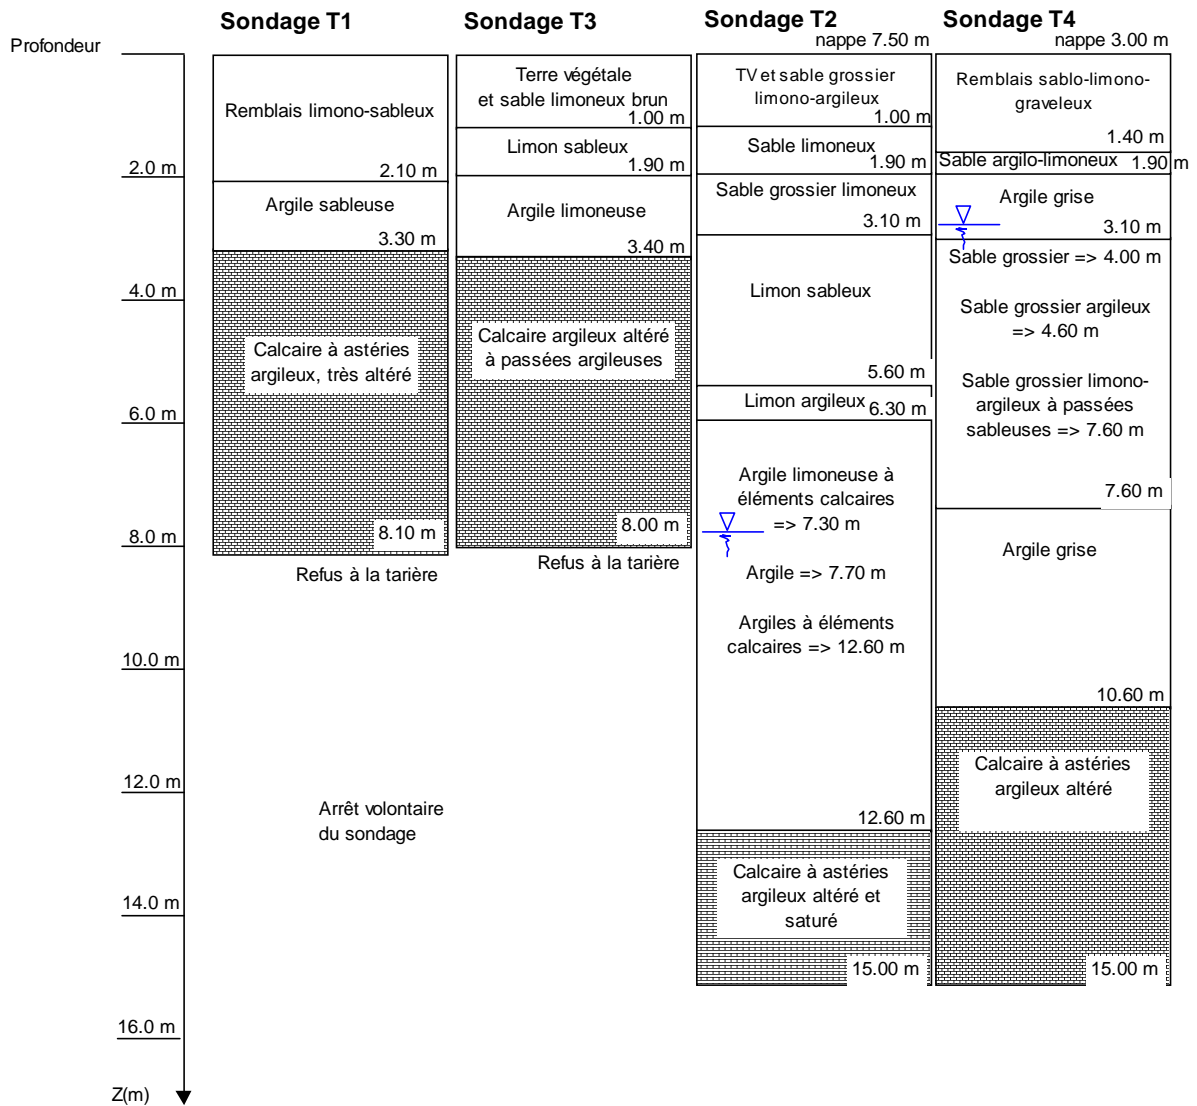 Sondage T1
Sondage T3
Sondage T2
Sondage T4
Profondeur
nappe 7.50 m
nappe 3.00 m
Remblais limono-sableux
2.10 m
Argile sableuse
3.30 m
Calcaire à astéries
argileux, très altéré
8.10 m
Refus à la tarière
Terre végétale
et sable limoneux brun
1.00 m
Limon sableux
1.90 m
Argile limoneuse
3.40 m
Calcaire argileux altéré
à passées argileuses
8.00 m
Refus à la tarière
TV et sable grossier
limono-argileux
1.00 m
Sable limoneux
1.90 m
Sable grossier limoneux
3.10 m
Limon sableux
5.60 m
Limon argileux
6.30 m
Argile limoneuse à
éléments calcaires
=> 7.30 m
Argile => 7.70 m
Argiles à éléments
calcaires => 12.60 m
12.60 m
Calcaire à astéries
argileux altéré et
saturé
15.00 m
Remblais sablo-limono-
graveleux
1.40 m
Sable argilo-limoneux
1.90 m
Argile grise
3.10 m
Sable grossier => 4.00 m
Sable grossier argileux
=> 4.60 m
Sable grossier limono-
argileux à passées
sableuses => 7.60 m
7.60 m
Argile grise
10.60 m
Calcaire à astéries
argileux altéré
15.00 m
Arrêt volontaire
du sondage
2.0 m
4.0 m
6.0 m
8.0 m
10.0 m
12.0 m
14.0 m
16.0 m
Z(m)